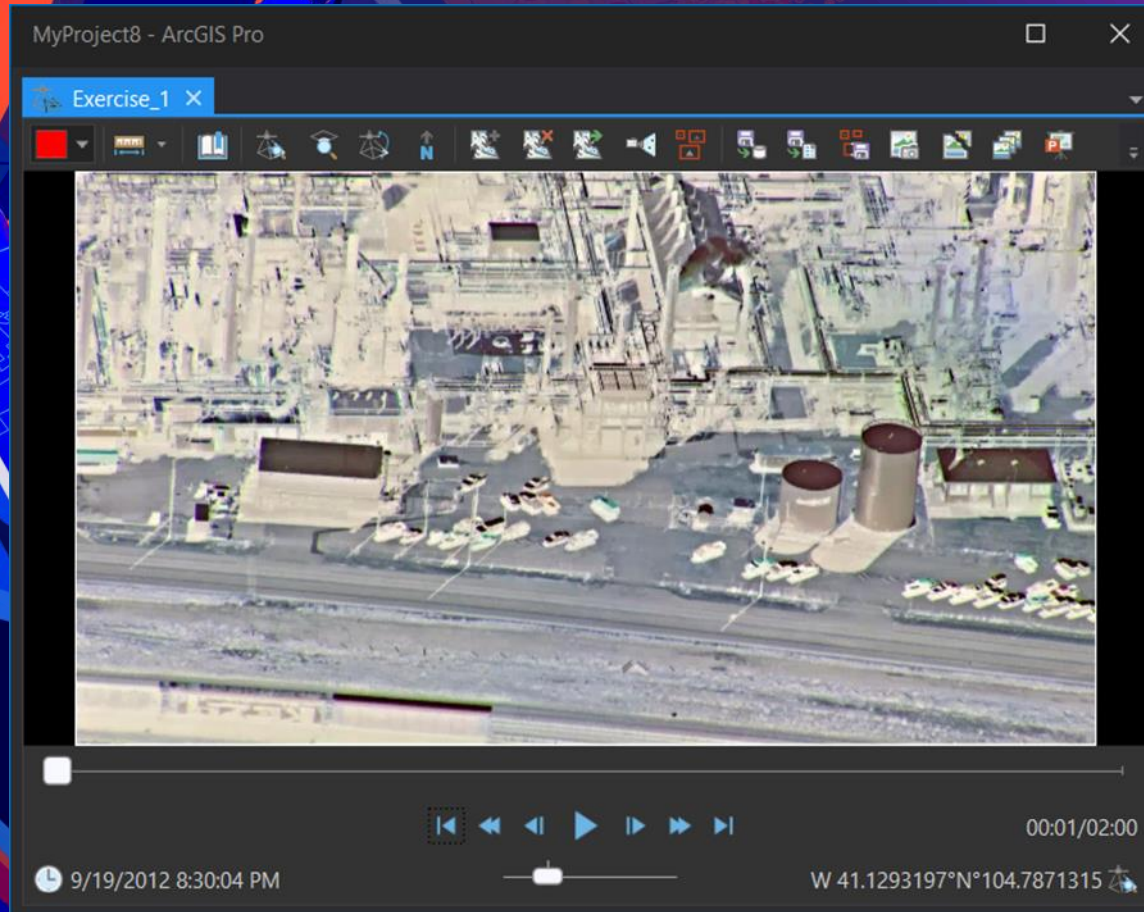 MyProject8 - ArcGIS Pro
Exercise_1
N
P
00:01/02:00
9/19/2012 8:30:04 PM
W 41.1293197°N°104.7871315